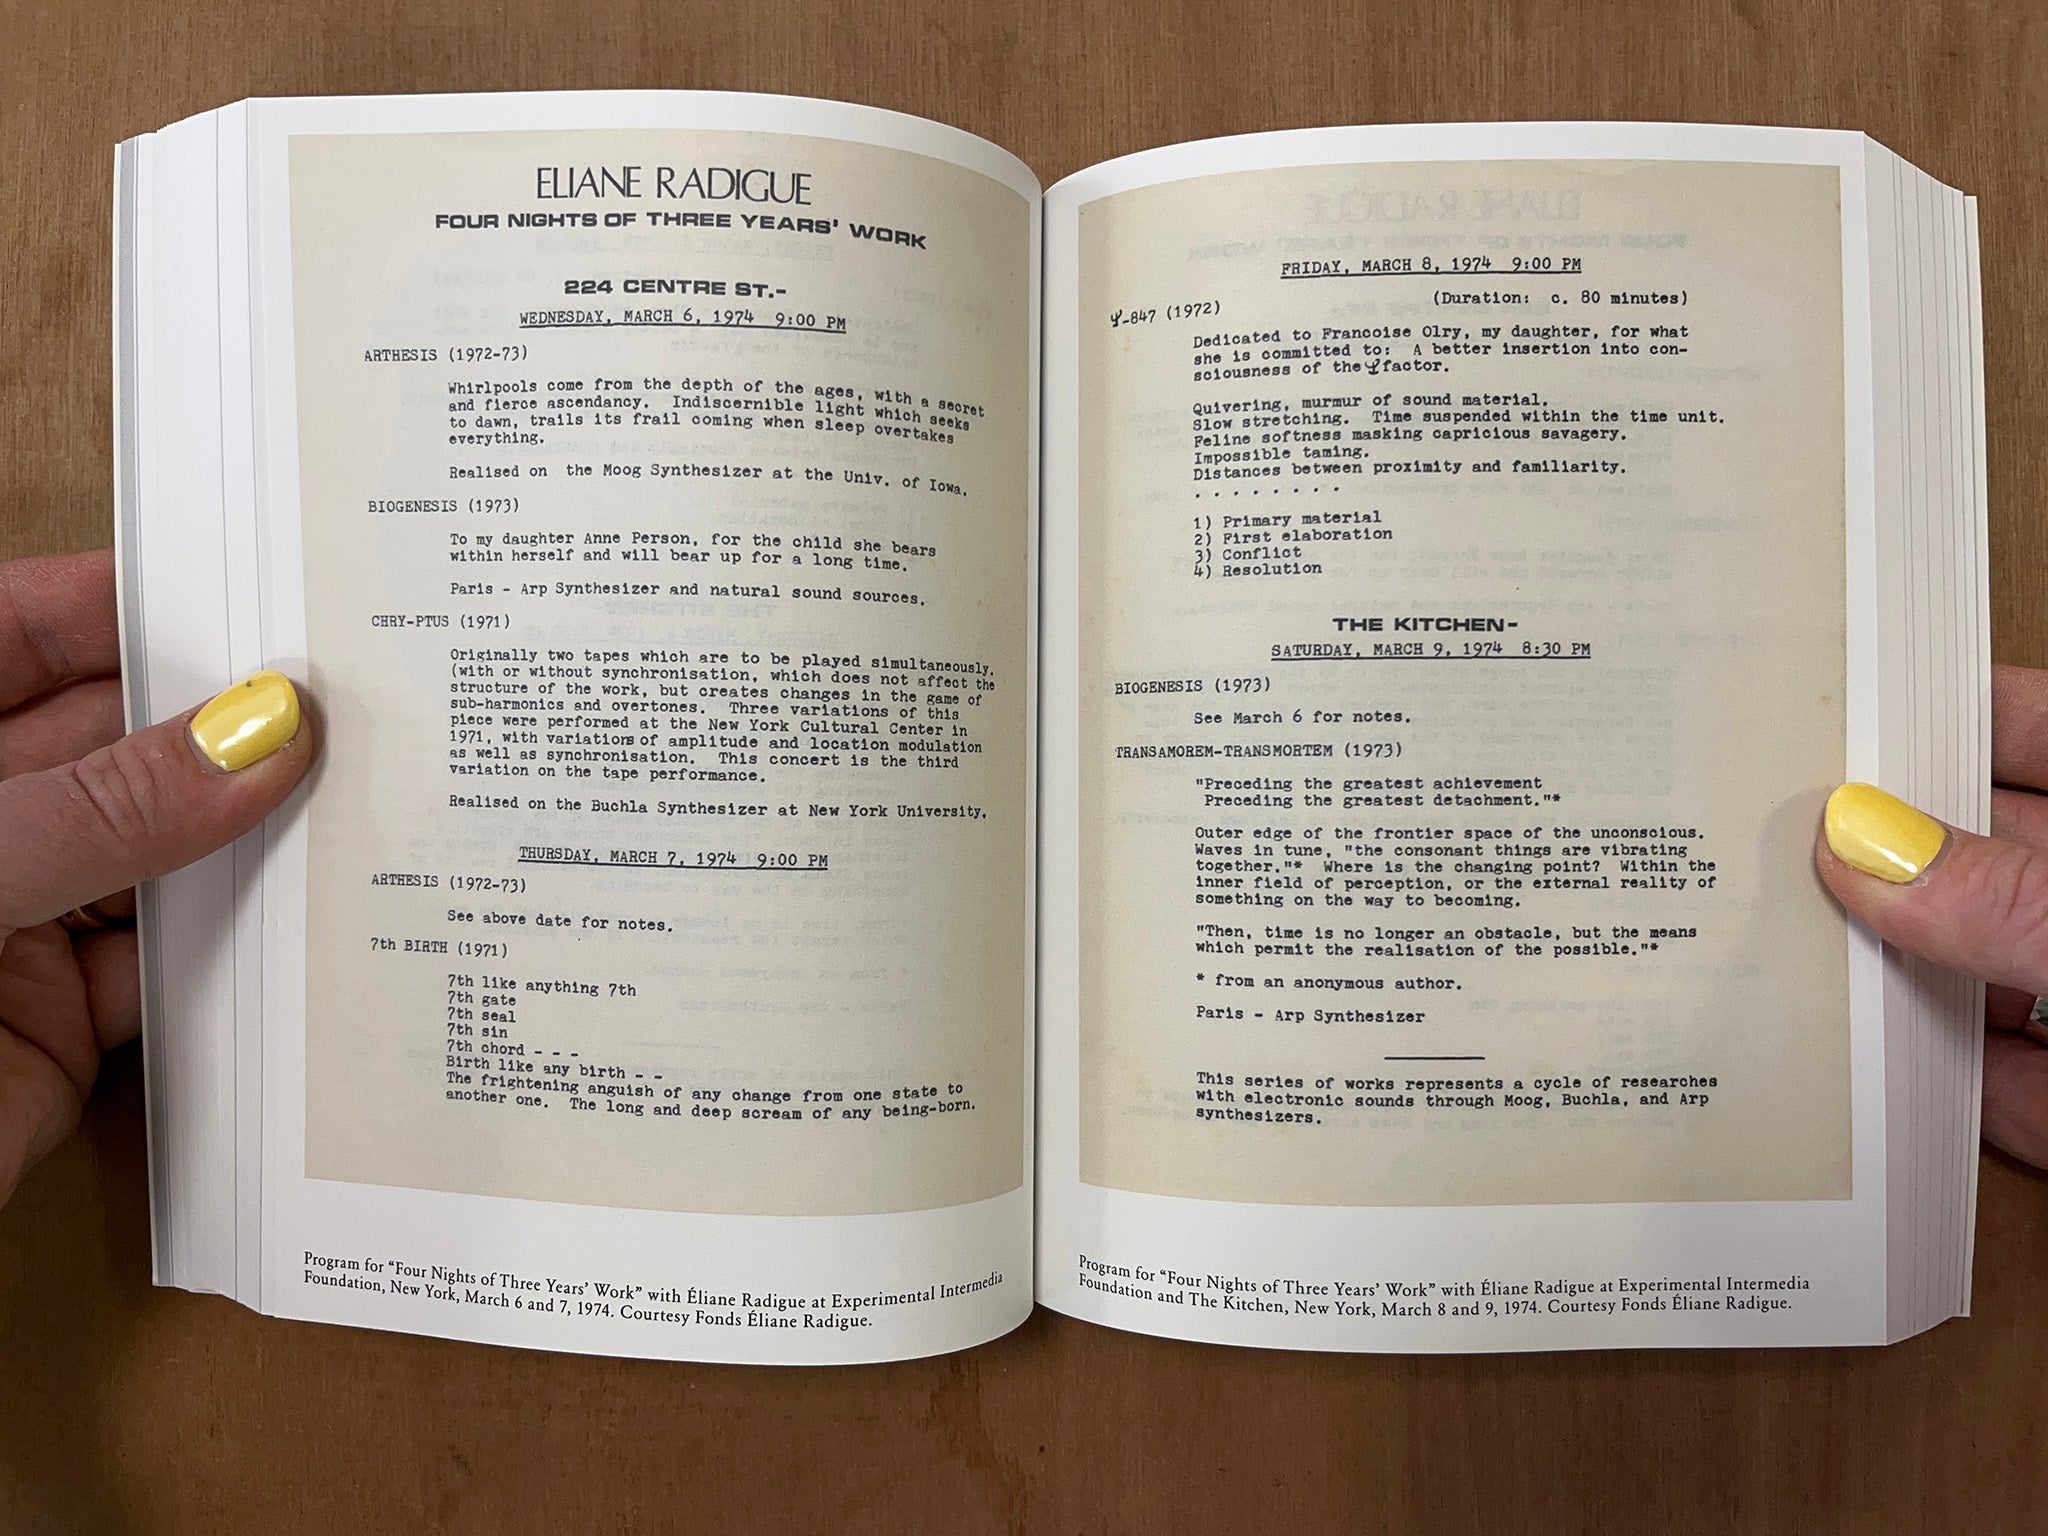 ELIANE RADIGUE
FOUR NIGHTS OF THREE YEARS' WORK
224 CENTRE ST.-
WEDNESDAY, MARCH 6, 1974 9:00 PM
ARTHESIS (1972-73)
Whirlpools come from the depth of the ages, with a secret
and fierce ascendancy. Indiscernible light which seeks
to dawn, trails its frail coming when sleep overtakes
everything.
Realised on the Moog Synthesizer at the Univ. of Iowa.
BIOGENESIS (1973)
To my daughter Anne Person, for the child she bears
within herself and will bear up for a long time.
Paris - Arp Synthesizer and natural sound sources.
CHRY-PTUS (1971)
Originally two tapes which are to be played simultaneously.
(with or without synchronisation, which does not affect the
structure of the work, but creates changes in the game of
sub-harmonics and overtones. Three variations of this
piece were performed at the New York Cultural Center in
1971, with variations of amplitude and location modulation
as well as synchronisation. This concert is the third
variation on the tape performance.
Realised on the Buchla Synthesizer at New York University.
THURSDAY, MARCH 7, 1974 9:00 PM
ARTHESIS (1972-73)
See above date for notes.
7th BIRTH (1971)
7th like anything 7th
7th gate
7th seal
7th sin
7th chord - - -
Birth like any birth - -
The frightening anguish of any change from one state to
another one. The long and deep scream of any being-born.
Program for “Four Nights of Three Years’ Work” with Éliane Radigue at Experimental Intermedia
Foundation, New York, March 6 and 7, 1974. Courtesy Fonds Éliane Radigue.
FRIDAY, MARCH 8, 1974 9:00 PM
(Duration: c. 80 minutes)
Ψ-847 (1972)
Dedicated to Francoise Olry, my daughter, for what
she is committed to: A better insertion into con-
sciousness of the Ψ factor.
Quivering, murmur of sound material.
Slow stretching. Time suspended within the time unit.
Feline softness masking capricious savagery.
Impossible taming.
Distances between proximity and familiarity.
. . . . . . . .
1) Primary material
2) First elaboration
3) Conflict
4) Resolution
THE KITCHEN-
SATURDAY, MARCH 9, 1974 8:30 PM
BIOGENESIS (1973)
See March 6 for notes.
TRANSAMOREM-TRANSMORTEM (1973)
"Preceding the greatest achievement
Preceding the greatest detachment."*
Outer edge of the frontier space of the unconscious.
Waves in tune, "the consonant things are vibrating
together."* Where is the changing point? Within the
inner field of perception, or the external reality of
something on the way to becoming.
"Then, time is no longer an obstacle, but the means
which permit the realisation of the possible."*
* from an anonymous author.
Paris - Arp Synthesizer
This series of works represents a cycle of researches
with electronic sounds through Moog, Buchla, and Arp
synthesizers.
Program for “Four Nights of Three Years’ Work” with Éliane Radigue at Experimental Intermedia
Foundation and The Kitchen, New York, March 8 and 9, 1974. Courtesy Fonds Éliane Radigue.